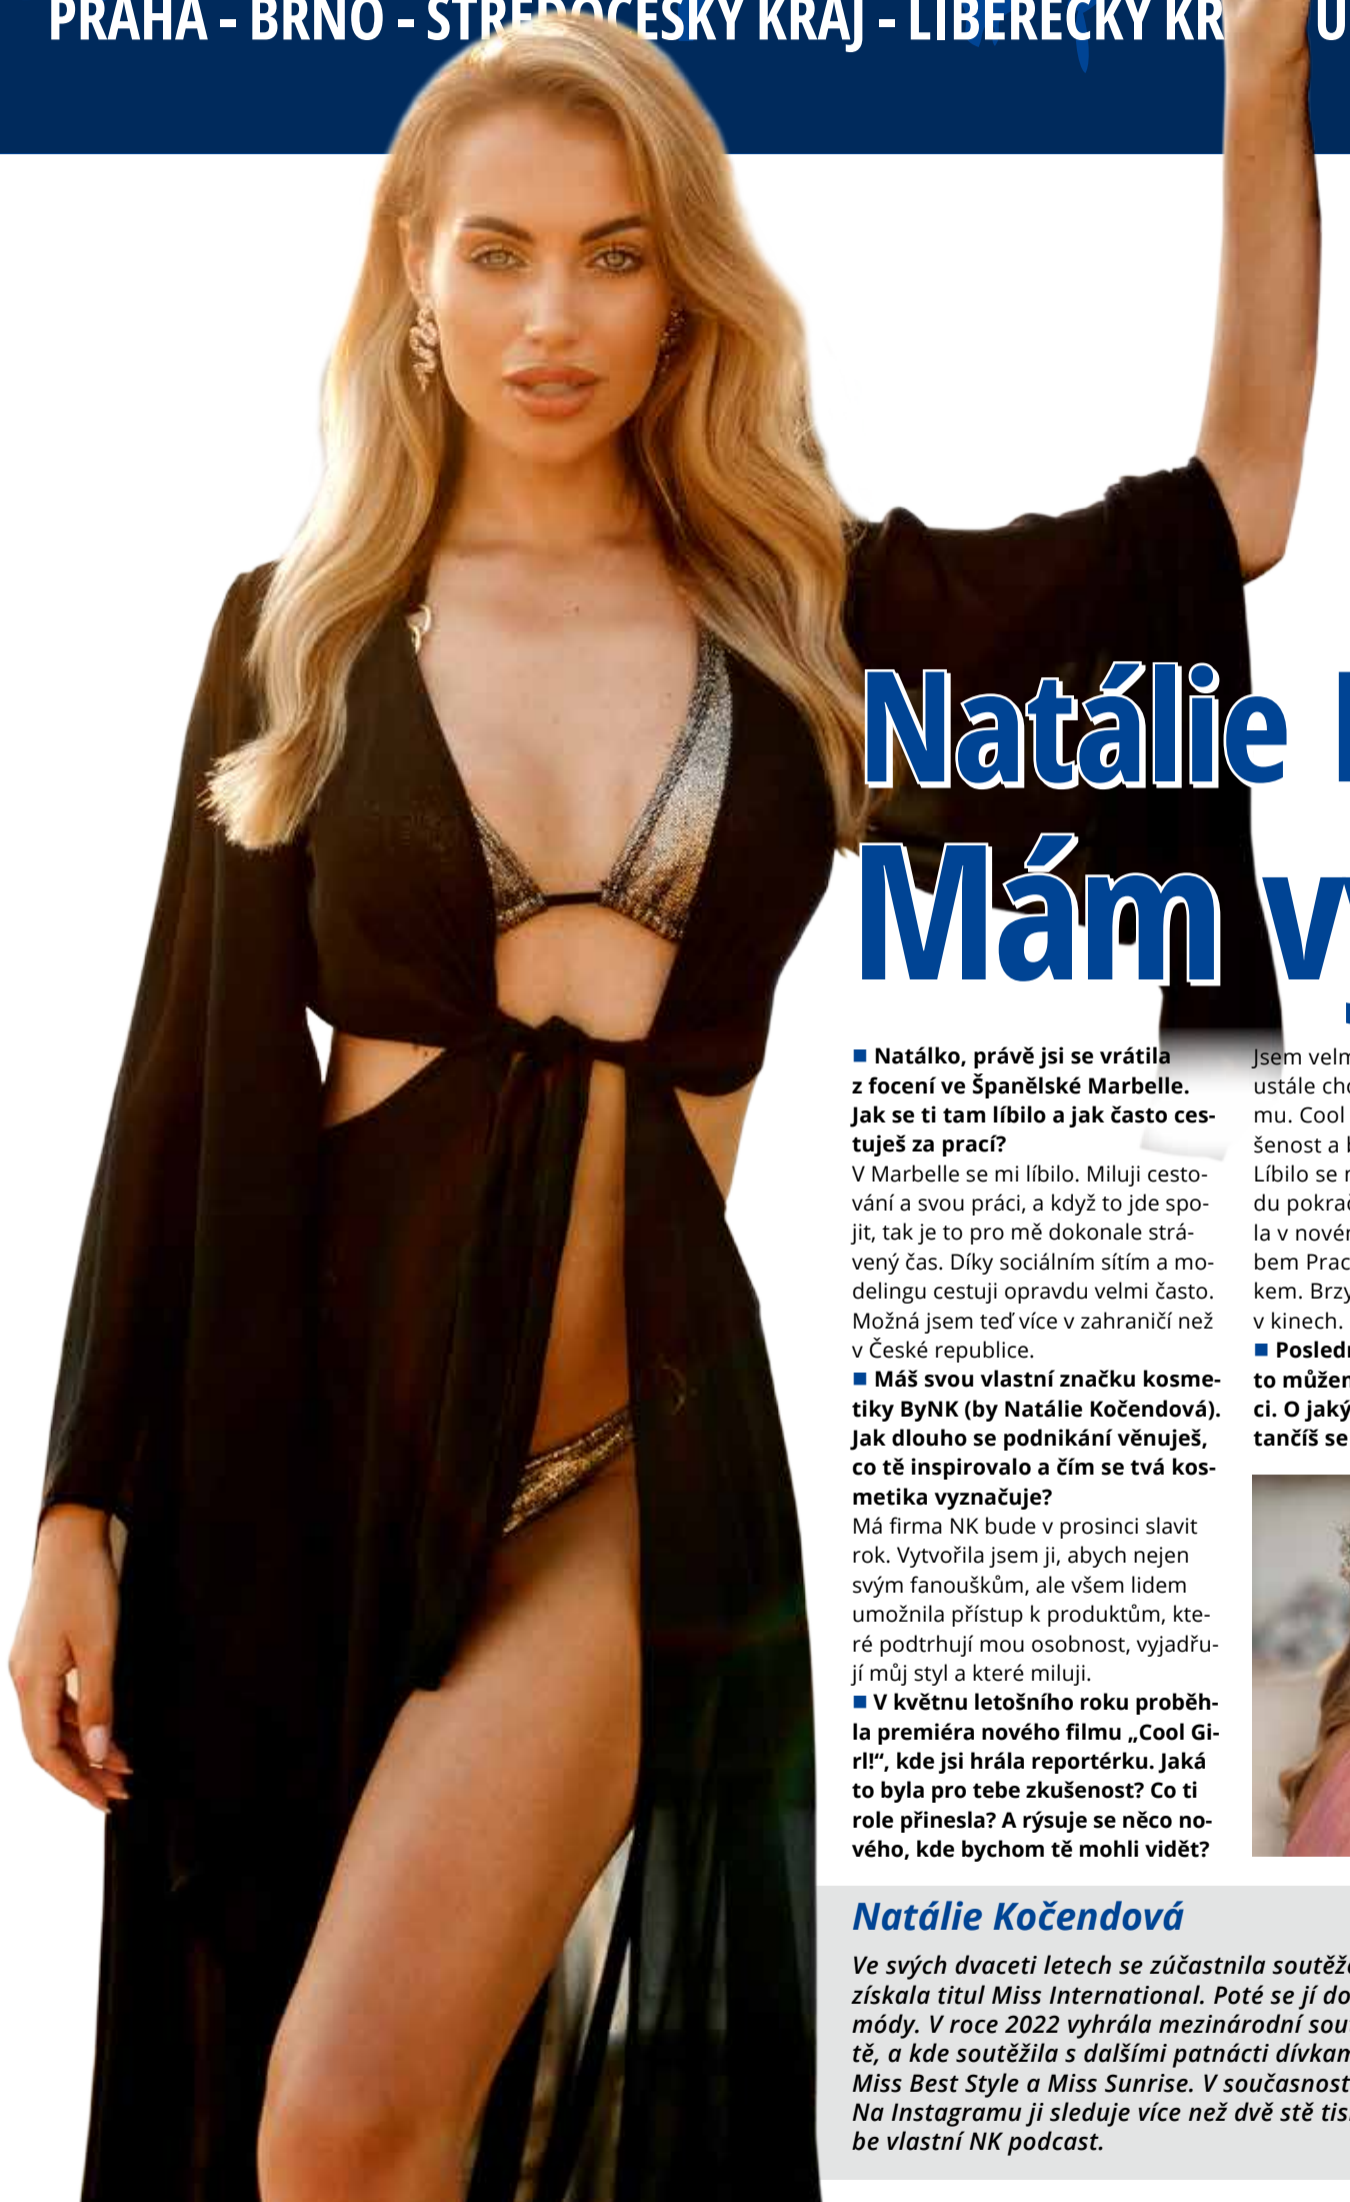 PRAHA - BRNO - STŘEDOČESKÝ KRAJ - LIBERECKÝ
Natálie
Mám
■ Natálko, právě jsi se vrátila
z focení ve Španělské Marbelle.
Jak se ti tam líbilo a jak často ces-
tuješ za prací?
V Marbelle se mi líbilo. Miluji cesto-
vání a svou práci, a když to jde spo-
jit, tak je to pro mě dokonale strá-
vený čas. Díky sociálním sítím a mo-
delingu cestuji opravdu velmi často.
Možná jsem teď více v zahraničí než
v České republice.
■ Máš svou vlastní značku kosme-
tiky ByNK (by Natálie Kočendová).
Jak dlouho se podnikání věnuješ,
co tě inspirovalo a čím se tvá kos-
metika vyznačuje?
Má firma NK bude v prosinci slavit
rok. Vytvořila jsem ji, abych nejen
svým fanouškům, ale všem lidem
umožnila přístup k produktům, kte-
ré podtrhují mou osobnost, vyjadřu-
jí můj styl a které miluji.
■ V květnu letošního roku proběh-
la premiéra nového filmu „Cool Gi-
rl!“, kde jsi hrála reportérku. Jaká
to byla pro tebe zkušenost? Co ti
role přinesla? A rýsuje se něco no-
vého, kde bychom tě mohli vidět?
Jsem velm
ustále cho
mu. Cool
šenost a
Líbilo se
du pokrač
la v novém
bem Prac
kem. Brzy
v kinech.
■ Posledn
to můžen
ci. O jaký
tančíš se
Natálie Kočendová
Ve svých dvaceti letech se zúčastnila soutěže
získala titul Miss International. Poté se jí do
módy. V roce 2022 vyhrála mezinárodní sou
tě, a kde soutěžila s dalšími patnácti dívkam
Miss Best Style a Miss Sunrise. V současnost
Na Instagramu ji sleduje více než dvě stě tis
be vlastní NK podcast.